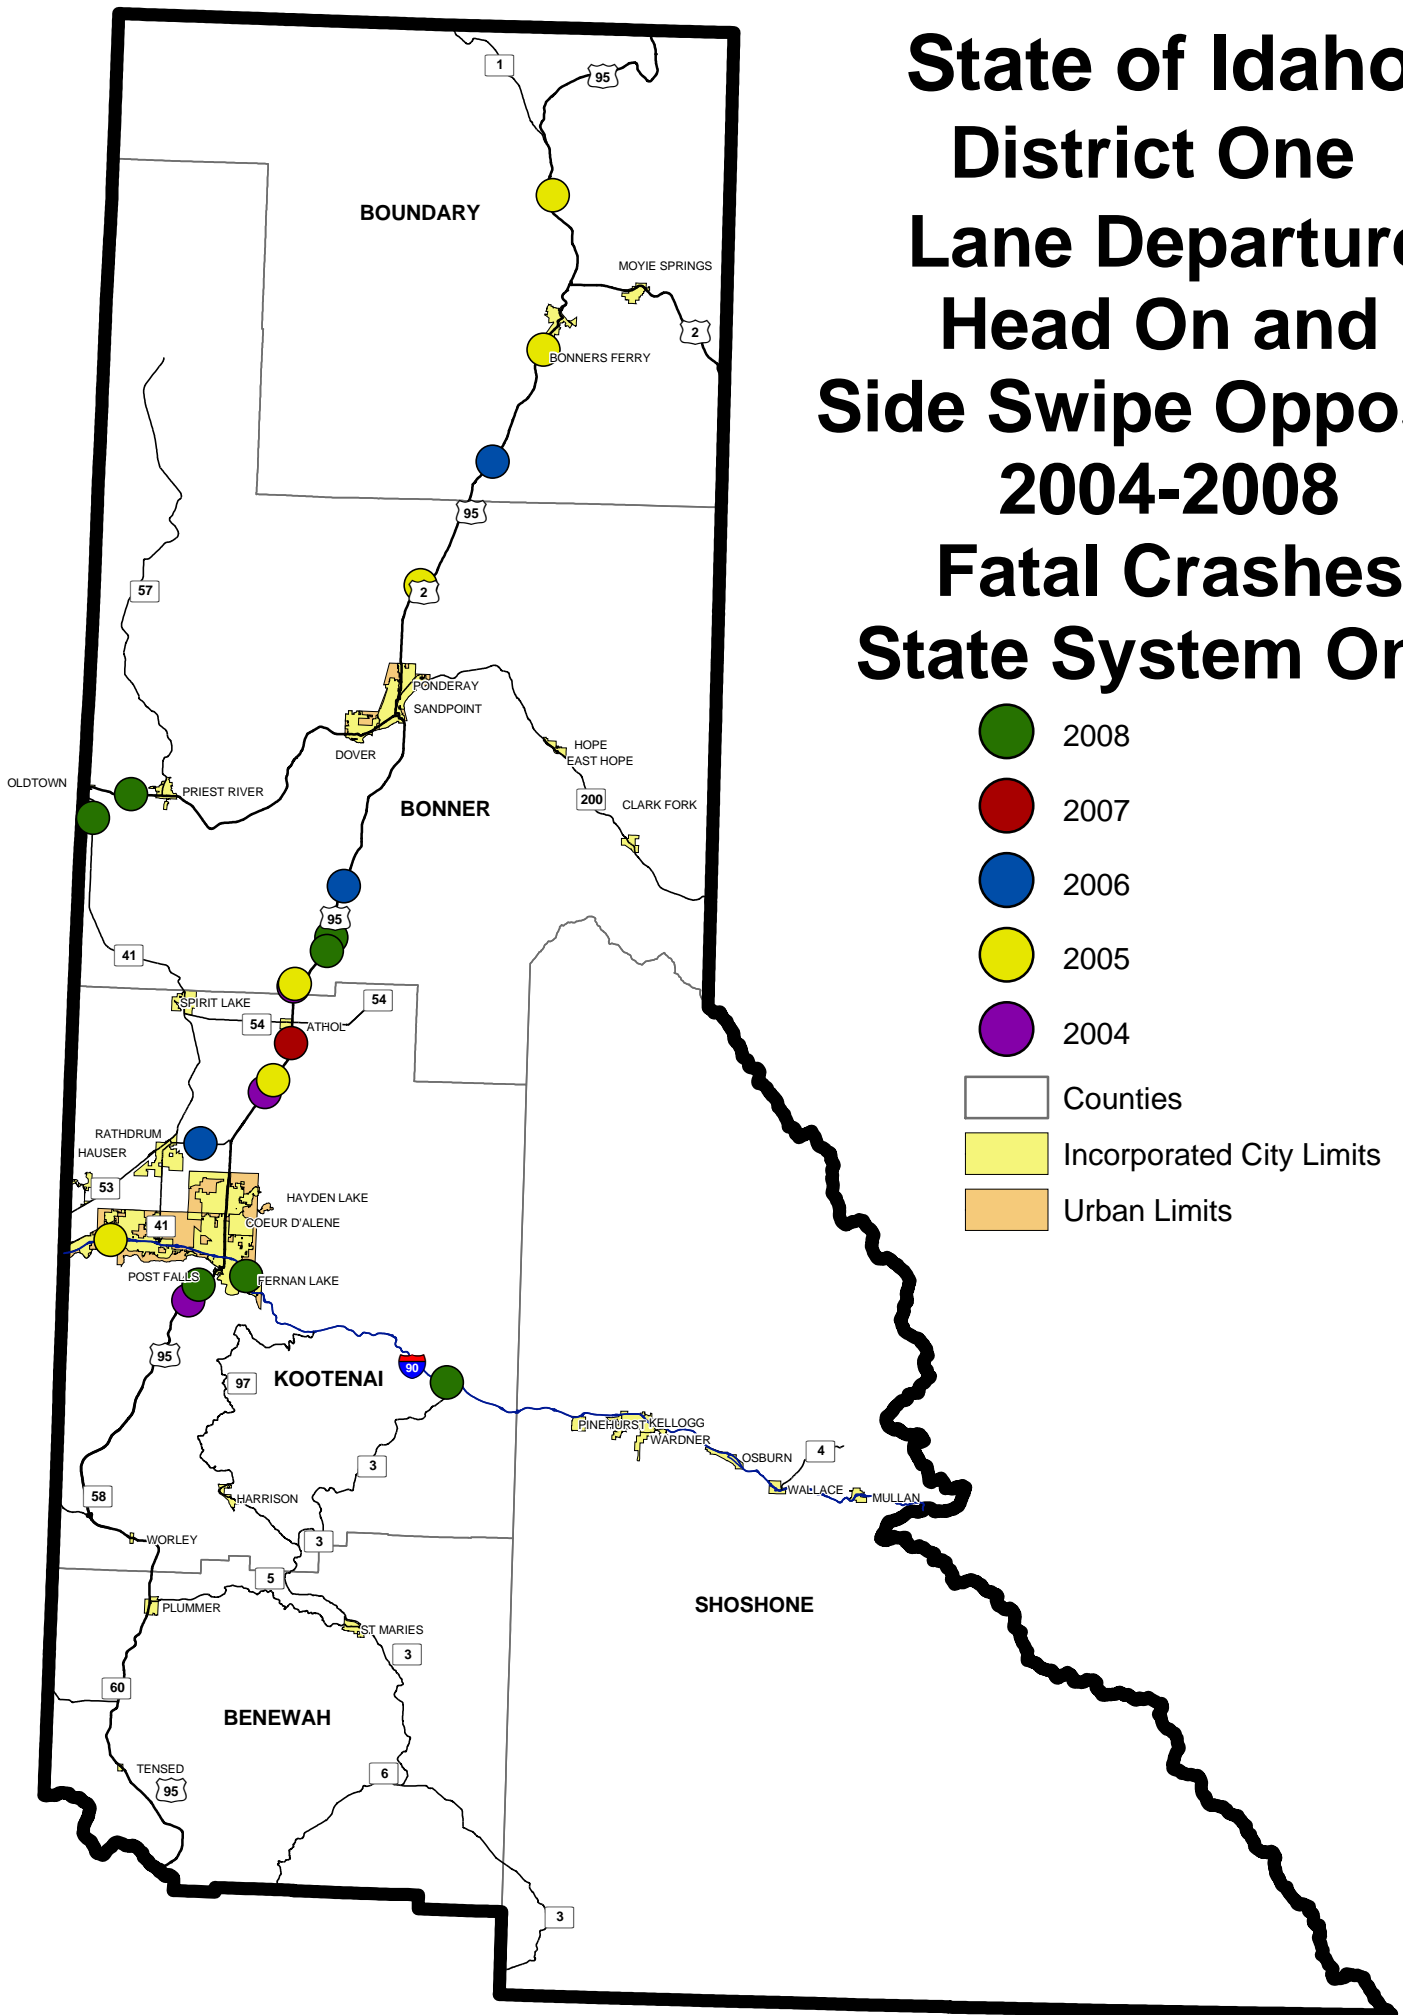 State of Idaho
District One
Lane Departure
Head On and
Side Swipe Oppos
2004-2008
Fatal Crashes
State System On
2008
2007
2006
2005
2004
Counties
Incorporated City Limits
Urban Limits
1
95
BOUNDARY
MOYIE SPRINGS
2
BONNERS FERRY
95
57
2
PONDERAY
SANDPOINT
DOVER
HOPE
EAST HOPE
OLDTOWN
PRIEST RIVER
200
CLARK FORK
BONNER
95
41
SPIRIT LAKE
54
54
ATHOL
RATHDRUM
HAUSER
53
HAYDEN LAKE
41
COEUR D'ALENE
POST FALLS
FERNAN LAKE
95
90
97
KOOTENAI
PINEHURST
KELLOGG
WARDNER
OSBURN
4
3
WALLACE
MULLAN
58
HARRISON
WORLEY
3
5
PLUMMER
SHOSHONE
ST MARIES
3
60
BENEWAH
TENSED
95
6
3